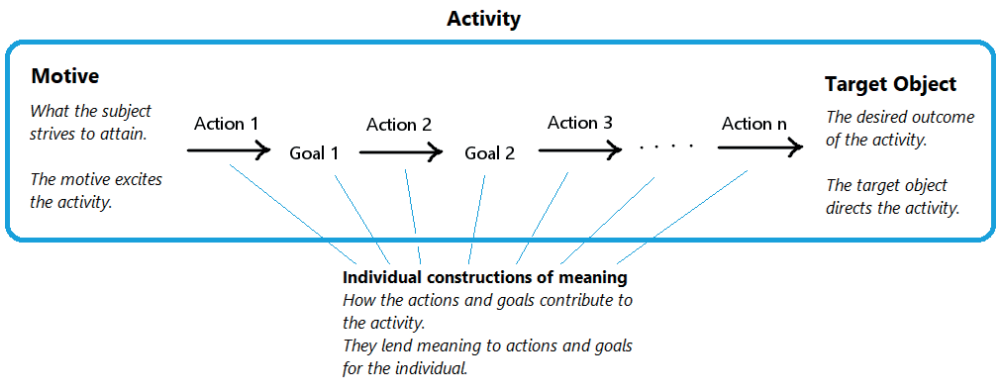 Activity
Motive
What the subject
strives to attain.
The motive excites
the activity.
Action 1
Goal 1
Action 2
Goal 2
Action 3
. . . .
Action n
Target Object
The desired outcome
of the activity.
The target object
directs the activity.
Individual constructions of meaning
How the actions and goals contribute to
the activity.
They lend meaning to actions and goals
for the individual.